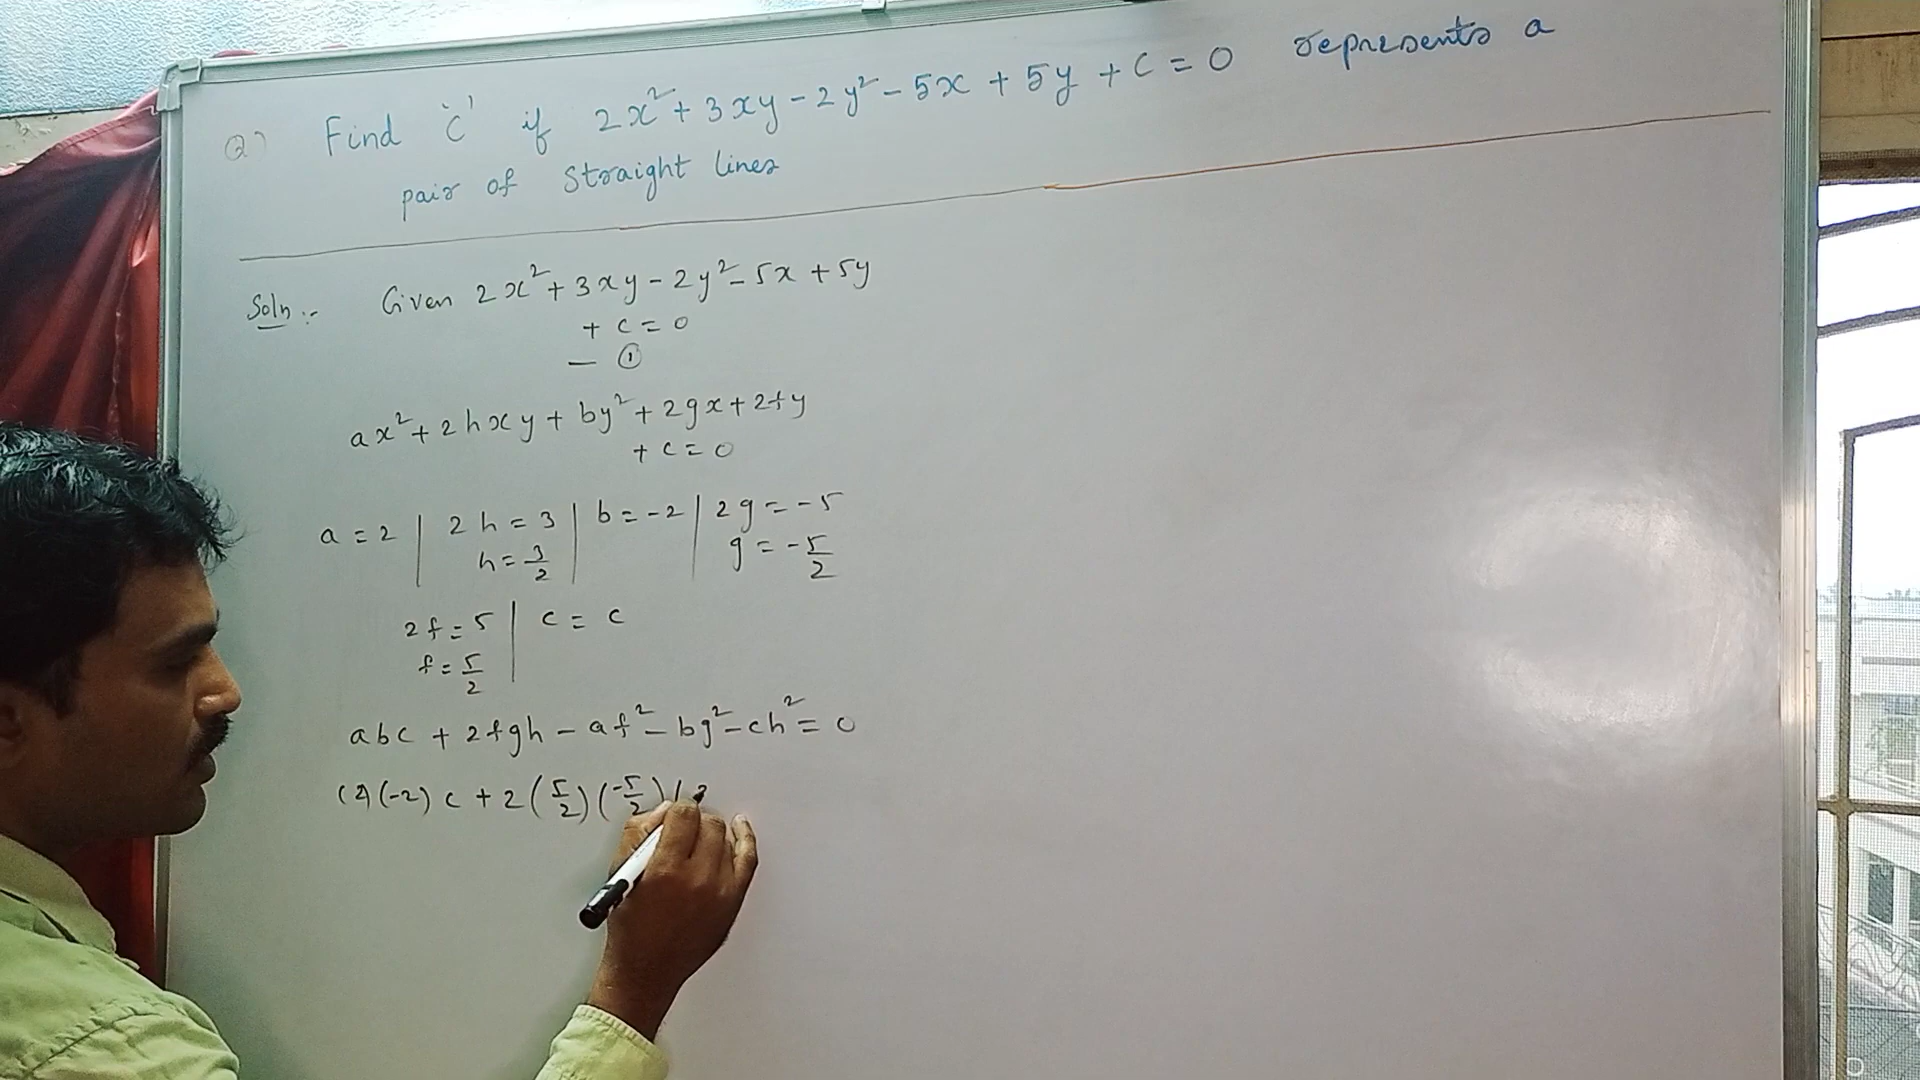 Q) Find 'c' if 2x² + 3xy - 2y² - 5x + 5y + c = 0 represents a
pair of straight lines
Soln :- Given 2x² + 3xy - 2y² - 5x + 5y
+ c = 0
— ①
ax² + 2hxy + by² + 2gx + 2fy
+ c = 0
a = 2 | 2h = 3 | b = -2 | 2g = -5
h = 3/2 g = -5/2
2f = 5 | c = c
f = 5/2
abc + 2fgh - af² - bg² - ch² = 0
(2)(-2) c + 2 (5/2) (-5/2) (3